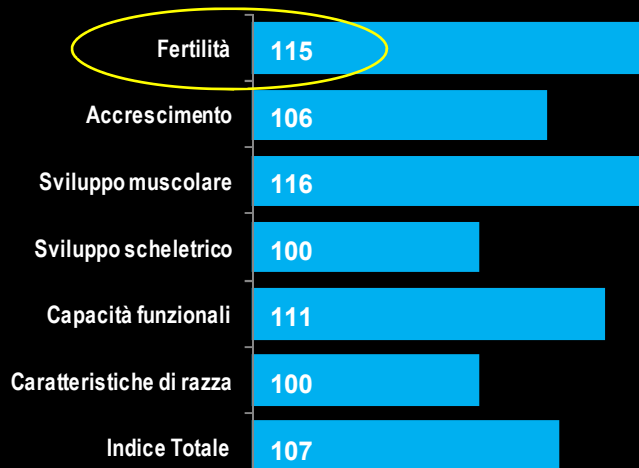 Fertilità 115
Accrescimento 106
Sviluppo muscolare 116
Sviluppo scheletrico 100
Capacità funzionali 111
Caratteristiche di razza 100
Indice Totale 107